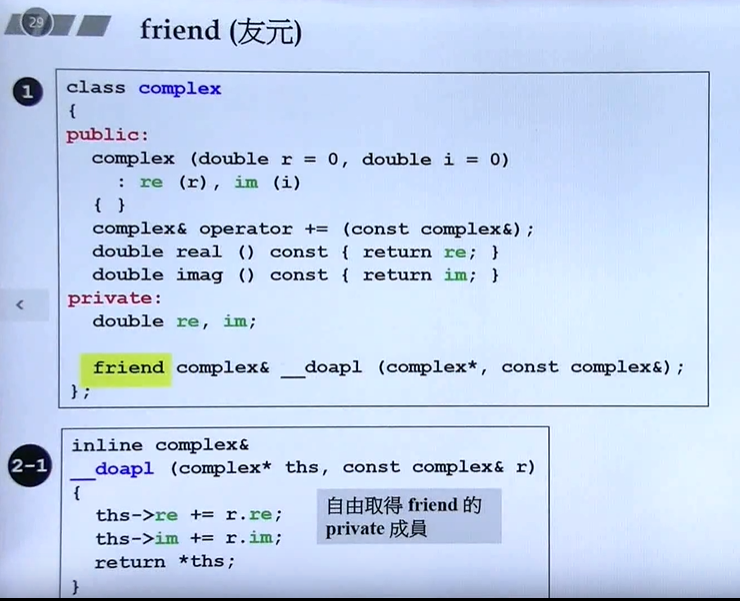 29
friend (友元)
1
class complex
{
public:
complex (double r = 0, double i = 0)
: re (r), im (i)
{ }
complex& operator += (const complex&);
double real () const { return re; }
double imag () const { return im; }
private:
double re, im;
friend complex& __doapl (complex*, const complex&);
};
2-1
inline complex&
__doapl (complex* ths, const complex& r)
{
ths->re += r.re;
ths->im += r.im;
return *ths;
}
自由取得 friend 的
private 成員